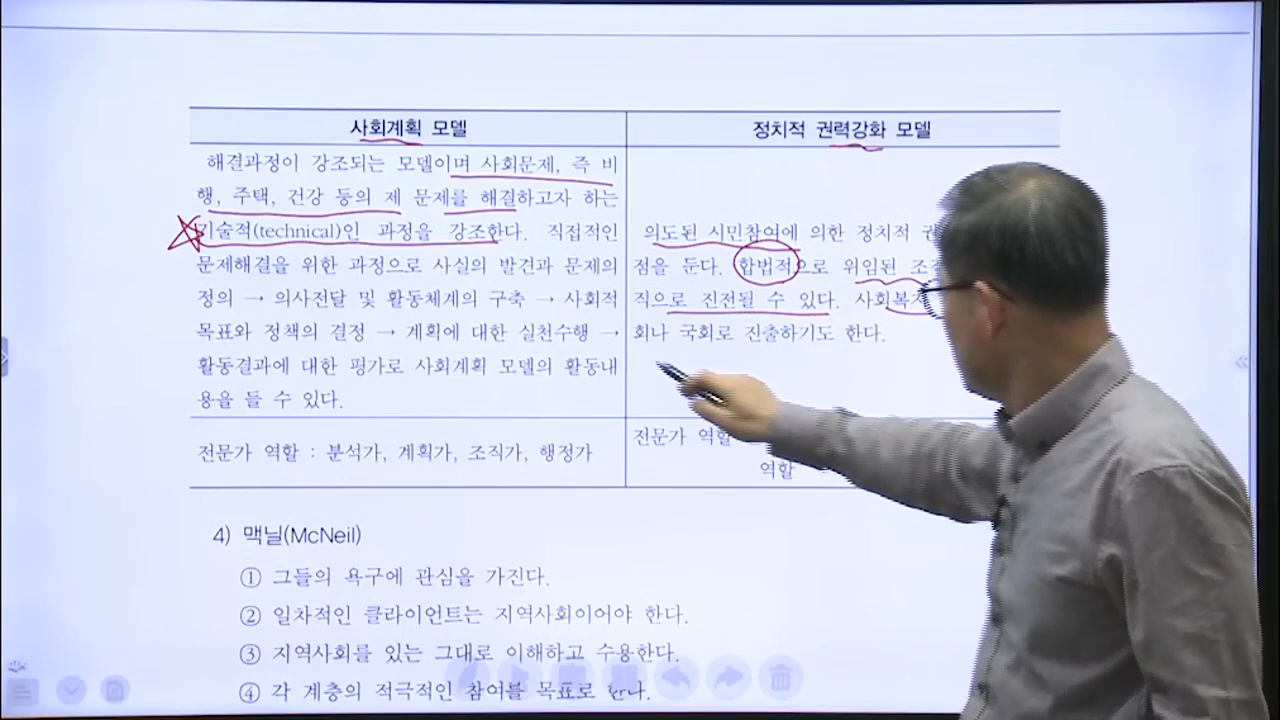 사회계획 모델
정치적 권력강화 모델
해결과정이 강조되는 모델이며 사회문제, 즉 비
행, 주택, 건강 등의 제 문제를 해결하고자 하는
기술적(technical)인 과정을 강조한다. 직접적인
문제해결을 위한 과정으로 사실의 발견과 문제의
정의 → 의사전달 및 활동체계의 구축 → 사회적
목표와 정책의 결정 → 계획에 대한 실천수행 →
활동결과에 대한 평가로 사회계획 모델의 활동내
용을 들 수 있다.
의도된 시민참여에 의한 정치적
점을 둔다. 합법적으로 위임된
직으로 진전될 수 있다.
회나 국회로 진출하기도 한다.
전문가 역할 : 분석가, 계획가, 조직가, 행정가
전문가 역할
역할
4) 맥닐(McNeil)
① 그들의 욕구에 관심을 가진다.
② 일차적인 클라이언트는 지역사회이어야 한다.
③ 지역사회를 있는 그대로 이해하고 수용한다.
④ 각 계층의 적극적인 참여를 목표로 한다.